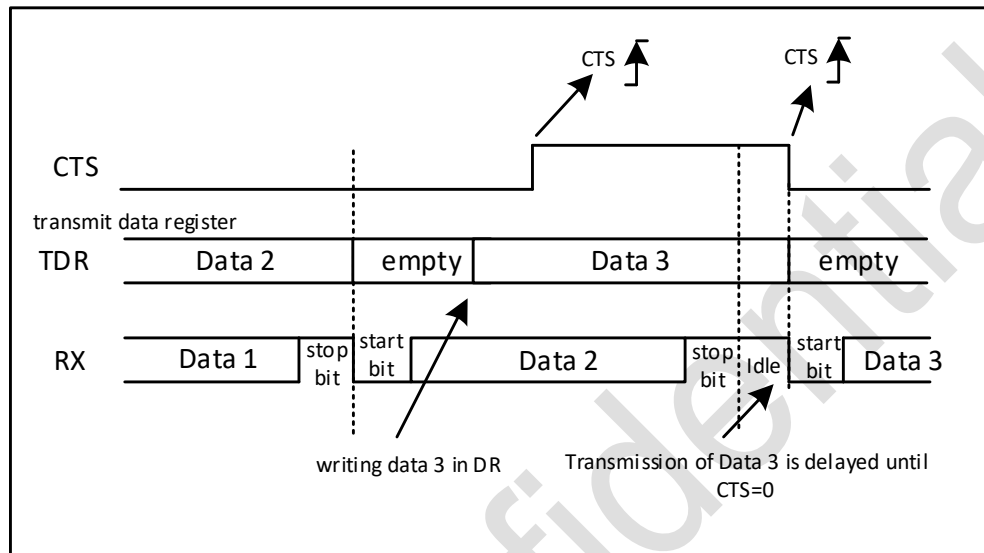 CTS
CTS
CTS
transmit data register
TDR
Data 2
empty
Data 3
empty
RX
Data 1
stop
bit
start
bit
Data 2
stop
bit
Idle
start
bit
Data 3
writing data 3 in DR
Transmission of Data 3 is delayed until
CTS=0
fidential